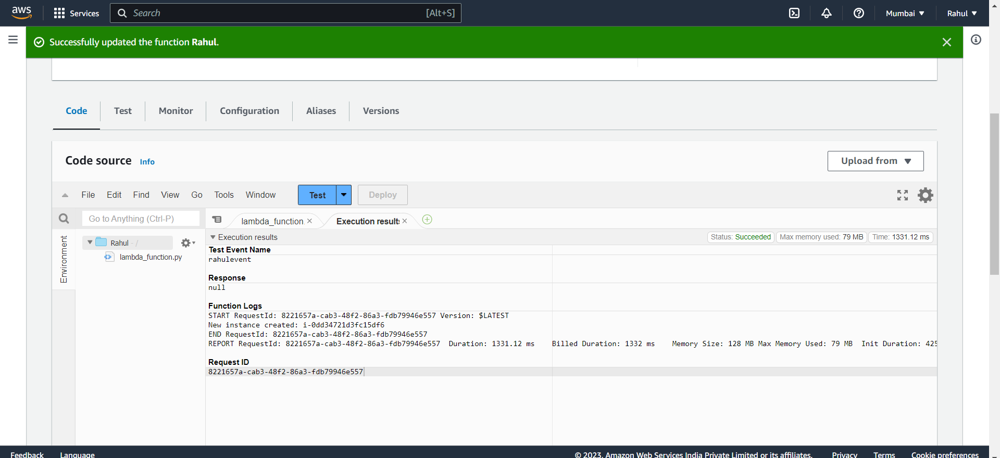 aws Services Search [Alt+S] Mumbai ▼ Rahul ▼
Successfully updated the function Rahul.
Code Test Monitor Configuration Aliases Versions
Code source Info Upload from ▼
File Edit Find View Go Tools Window Test Deploy
Go to Anything (Ctrl-P) lambda_function. Execution results
Environment
Rahul - /
lambda_function.py
Execution results Status: Succeeded Max memory used: 79 MB Time: 1331.12 ms
Test Event Name
rahulevent
Response
null
Function Logs
START RequestId: 8221657a-cab3-48f2-86a3-fdb79946e557 Version: $LATEST
New instance created: i-0dd34721d3fc15df6
END RequestId: 8221657a-cab3-48f2-86a3-fdb79946e557
REPORT RequestId: 8221657a-cab3-48f2-86a3-fdb79946e557 Duration: 1331.12 ms Billed Duration: 1332 ms Memory Size: 128 MB Max Memory Used: 79 MB Init Duration: 425
Request ID
8221657a-cab3-48f2-86a3-fdb79946e557
Feedback Language © 2023, Amazon Web Services India Private Limited or its affiliates. Privacy Terms Cookie preferences